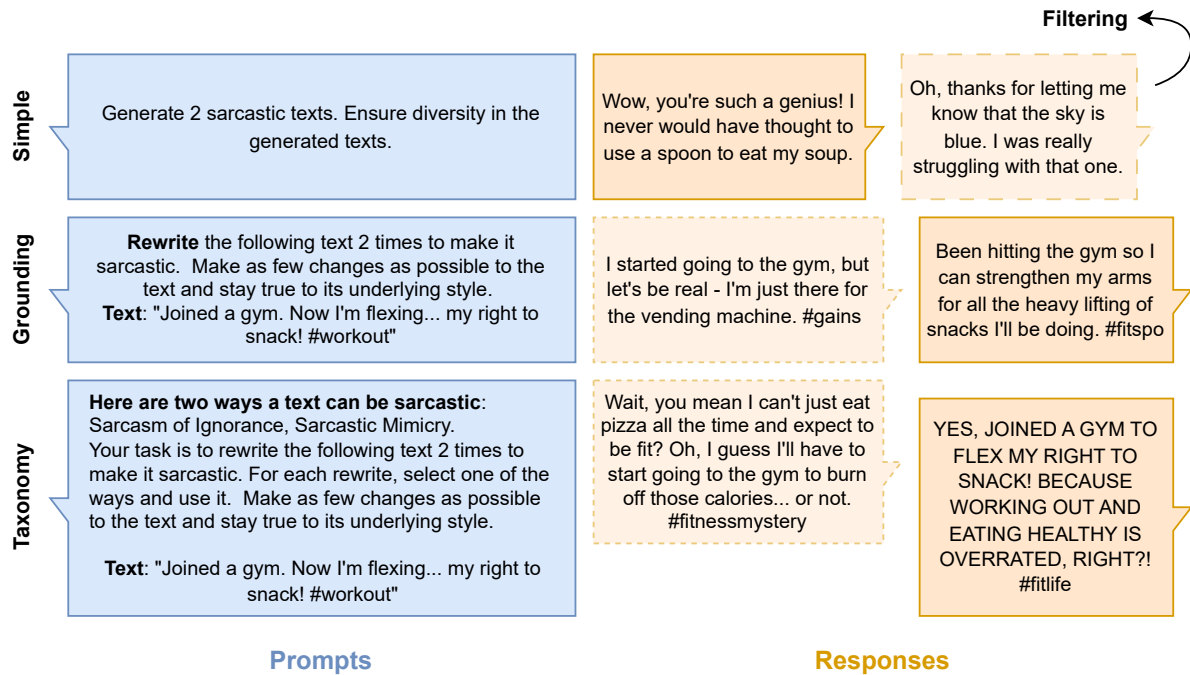 Filtering
Simple
Generate 2 sarcastic texts. Ensure diversity in the
generated texts.
Wow, you're such a genius! I
never would have thought to
use a spoon to eat my soup.
Oh, thanks for letting me
know that the sky is
blue. I was really
struggling with that one.
Grounding
Rewrite the following text 2 times to make it
sarcastic.  Make as few changes as possible to the
text and stay true to its underlying style.
Text: "Joined a gym. Now I'm flexing... my right to
snack! #workout"
I started going to the gym, but
let's be real - I'm just there for
the vending machine. #gains
Been hitting the gym so I
can strengthen my arms
for all the heavy lifting of
snacks I'll be doing. #fitspo
Taxonomy
Here are two ways a text can be sarcastic:
Sarcasm of Ignorance, Sarcastic Mimicry.
Your task is to rewrite the following text 2 times to
make it sarcastic. For each rewrite, select one of the
ways and use it.  Make as few changes as possible
to the text and stay true to its underlying style.
Text: "Joined a gym. Now I'm flexing... my right to
snack! #workout"
Wait, you mean I can't just eat
pizza all the time and expect to
be fit? Oh, I guess I'll have to
start going to the gym to burn
off those calories... or not.
#fitnessmystery
YES, JOINED A GYM TO
FLEX MY RIGHT TO
SNACK! BECAUSE
WORKING OUT AND
EATING HEALTHY IS
OVERRATED, RIGHT?!
#fitlife
Prompts
Responses